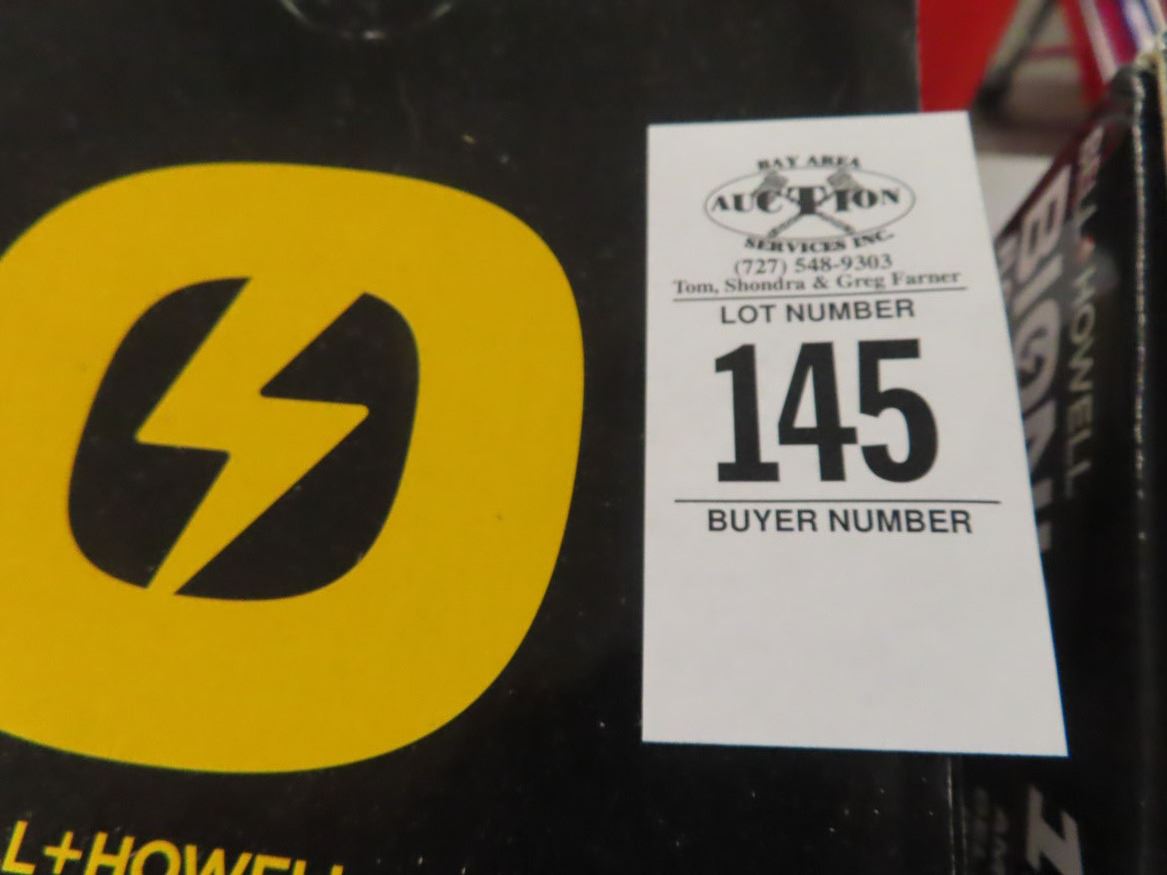 BAY AREA
AUCTION
SERVICES INC.
(727) 548-9303
Tom, Shondra & Greg Farner
LOT NUMBER
145
BUYER NUMBER
L+HOWELL
HOWELL
BIONIC